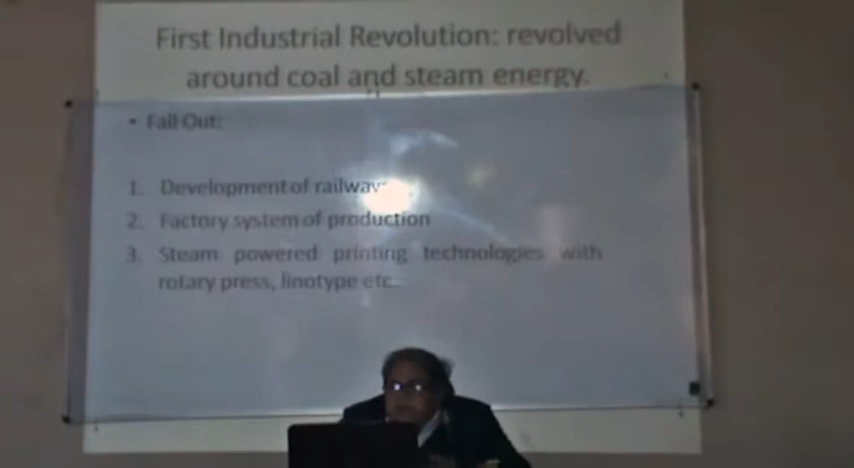 First Industrial Revolution: revolved
around coal and steam energy.
• Fall Out:
1. Development of railways
2. Factory system of production
3. Steam powered printing technologies with
rotary press, linotype etc.